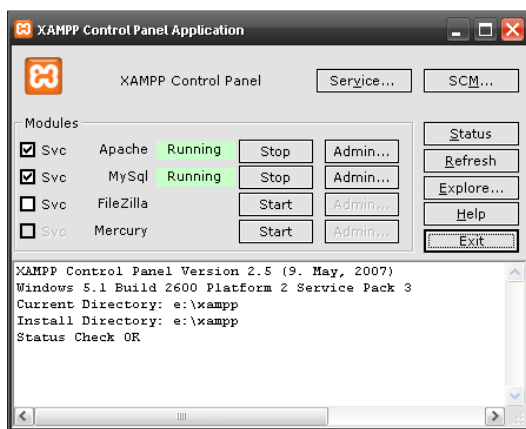 XAMPP Control Panel Application
XAMPP Control Panel Service... SCM...
Modules
Svc Apache Running Stop Admin...
Svc MySql Running Stop Admin...
Svc FileZilla Start Admin...
Svc Mercury Start Admin...
Status
Refresh
Explore...
Help
Exit
XAMPP Control Panel Version 2.5 (9. May, 2007)
Windows 5.1 Build 2600 Platform 2 Service Pack 3
Current Directory: e:\xampp
Install Directory: e:\xampp
Status Check OK